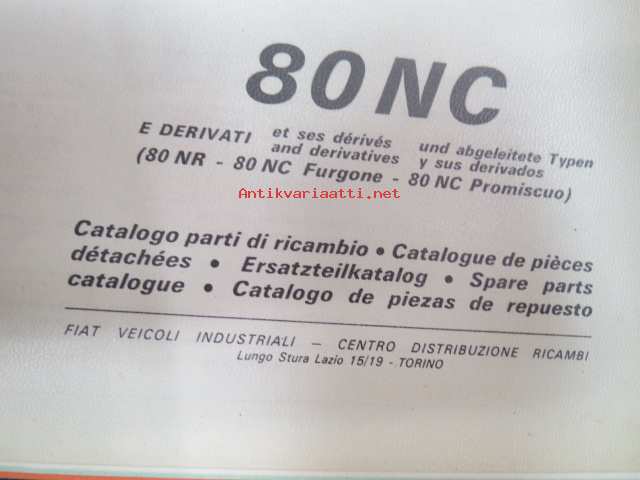 80 NC
E DERIVATI et ses dérivés und abgeleitete Typen
and derivatives y sus derivados
(80 NR - 80 NC Furgone - 80 NC Promiscuo)
Antikvariaatti.net
Catalogo parti di ricambio • Catalogue de pièces
détachées • Ersatzteilkatalog • Spare parts
catalogue • Catalogo de piezas de repuesto
FIAT VEICOLI INDUSTRIALI — CENTRO DISTRIBUZIONE RICAMBI
Lungo Stura Lazio 15/19 - TORINO